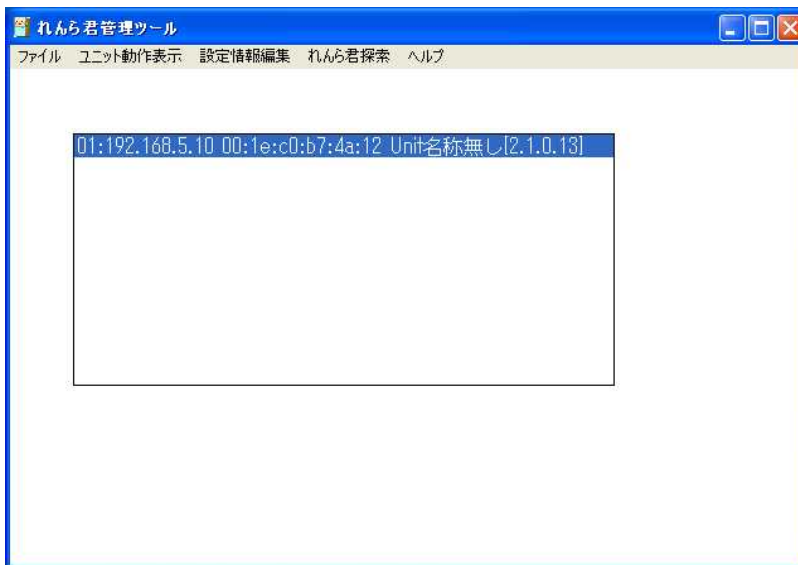 れんら君管理ツール
ファイル ユニット動作表示 設定情報編集 れんら君探索 ヘルプ
01:192.168.5.10 00:1e:c0:b7:4a:12 Unit名称無し[2.1.0.13]